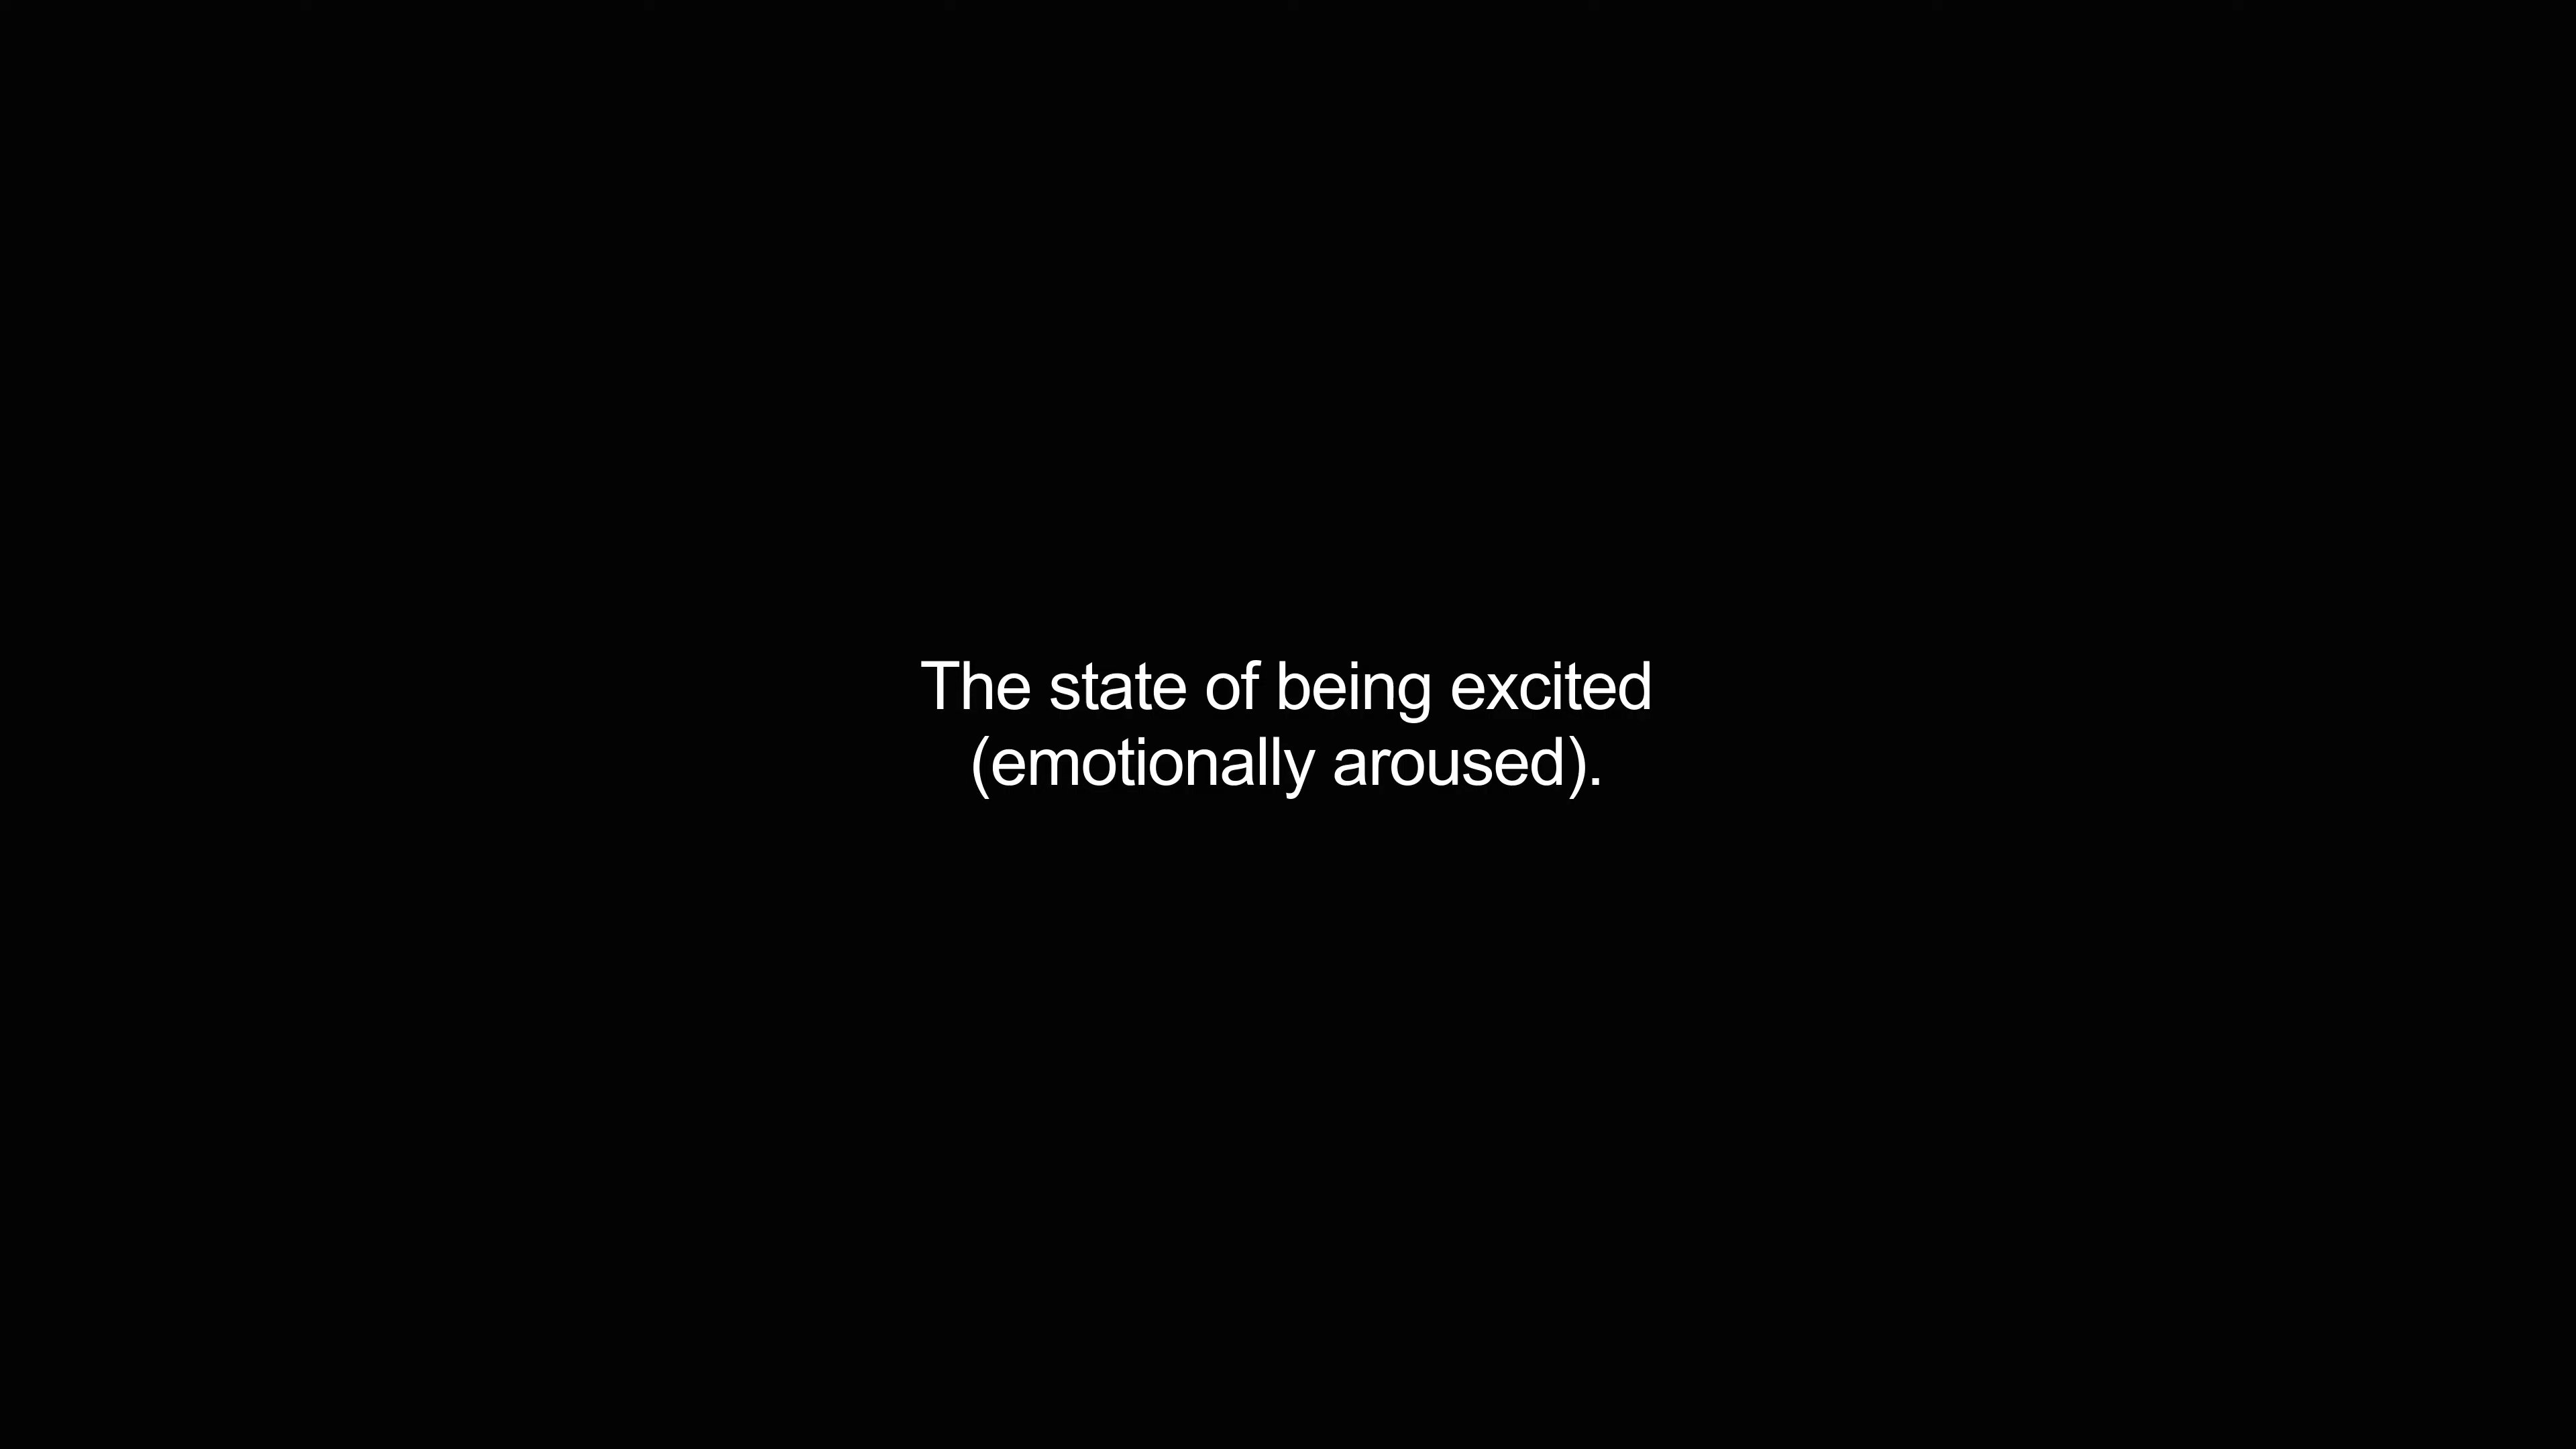 The state of being excited
(emotionally aroused).